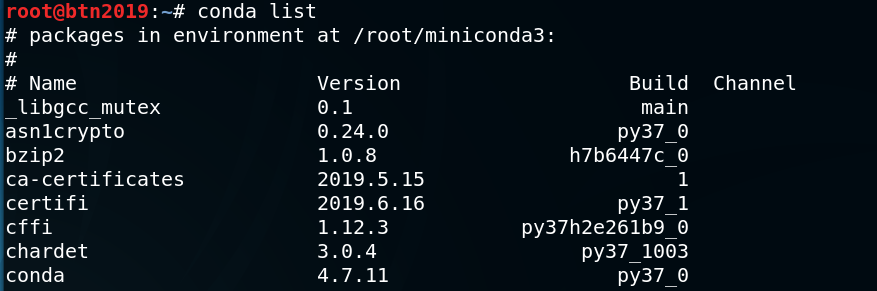 root@btn2019:~# conda list
# packages in environment at /root/miniconda3:
#
# Name                    Version                   Build  Channel
_libgcc_mutex             0.1                        main
asn1crypto                0.24.0                   py37_0
bzip2                     1.0.8                h7b6447c_0
ca-certificates           2019.5.15                     1
certifi                   2019.6.16                py37_1
cffi                      1.12.3           py37h2e261b9_0
chardet                   3.0.4                 py37_1003
conda                     4.7.11                   py37_0